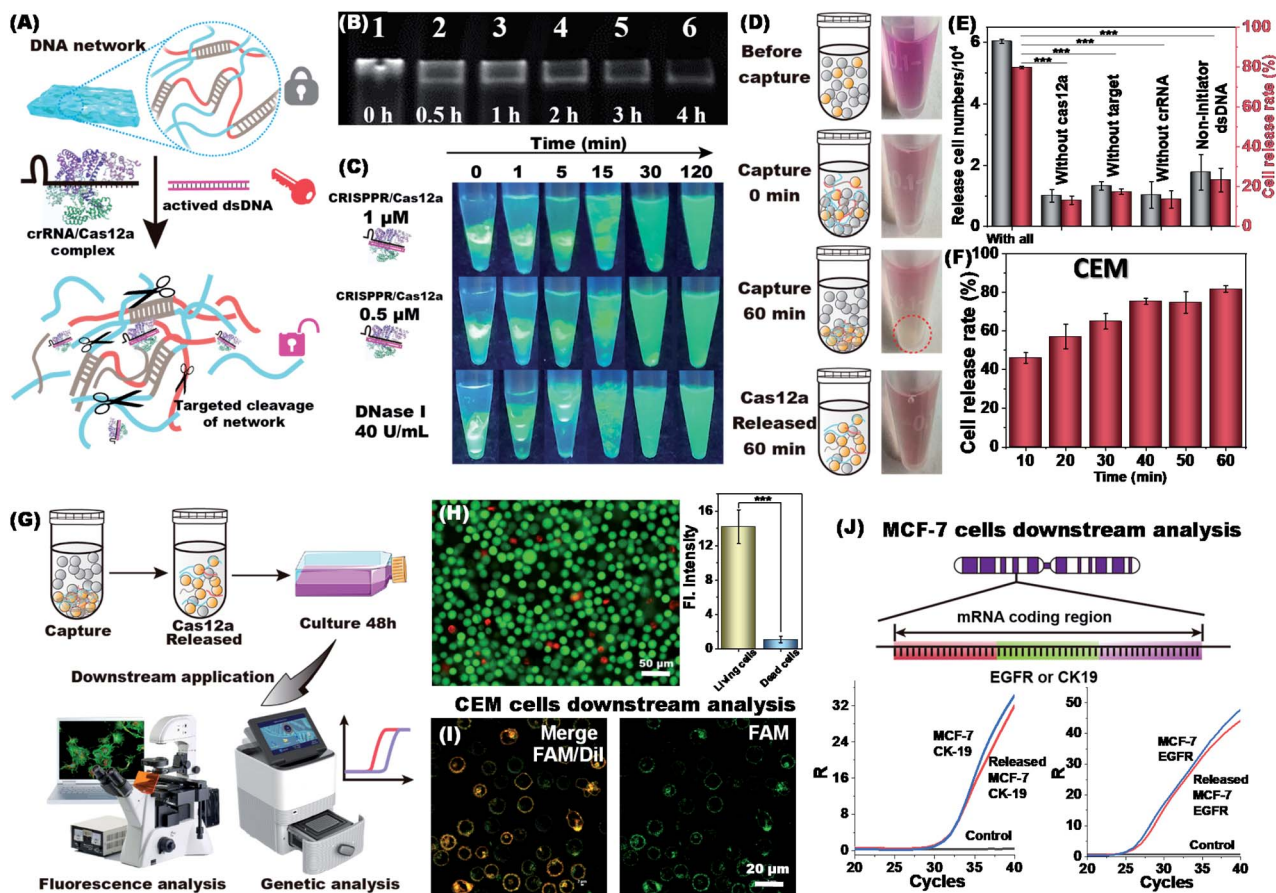 (A)
DNA network
crRNA/Cas12a
complex
actived dsDNA
Targeted cleavage
of network
(B)
1 2 3 4 5 6
0 h 0.5 h 1 h 2 h 3 h 4 h
(C)
Time (min)
0 1 5 15 30 120
CRISPPR/Cas12a
1 μM
CRISPPR/Cas12a
0.5 μM
DNase I
40 U/mL
(D)
Before
capture
Capture
0 min
Capture
60 min
Cas12a
Released
60 min
(E)
Release cell numbers/10⁴
6
4
2
0
***
***
***
***
With all
Without cas12a
Without target
Without crRNA
Non-initiator
dsDNA
100
80
60
40
20
0
Cell release rate (%)
(F)
CEM
Cell release rate (%)
100
80
60
40
20
0
10 20 30 40 50 60
Time (min)
(G)
Capture
Cas12a
Released
Culture 48h
Downstream application
Fluorescence analysis
Genetic analysis
(H)
50 μm
Fl. Intensity
16
12
8
4
0
***
Living cells
Dead cells
CEM cells downstream analysis
(I)
Merge
FAM/Dil
FAM
20 μm
(J)
MCF-7 cells downstream analysis
mRNA coding region
EGFR or CK19
R
32
24
16
8
0
MCF-7
CK-19
Released
MCF-7
CK-19
Control
20 25 30 35 40
Cycles
R
50
40
30
20
10
0
MCF-7
EGFR
Released
MCF-7
EGFR
Control
20 25 30 35 40
Cycles